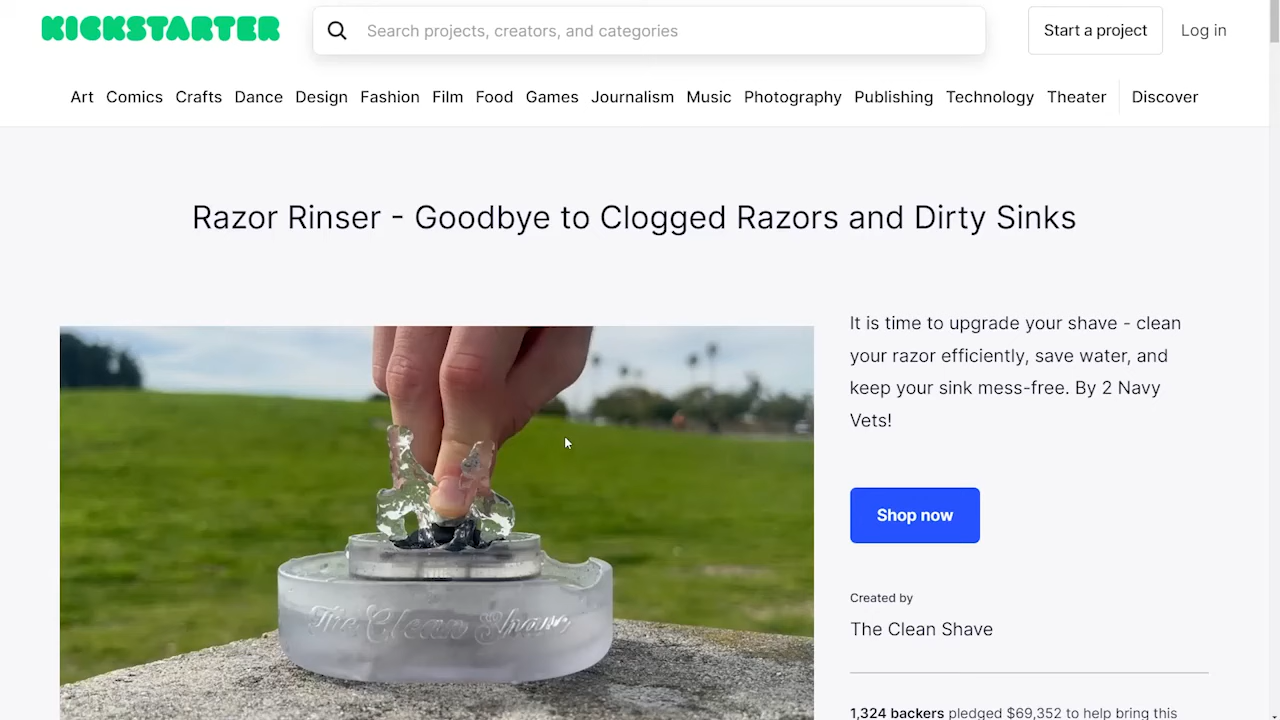 KICKSTARTER
Search projects, creators, and categories
Start a project
Log in
Art Comics Crafts Dance Design Fashion Film Food Games Journalism Music Photography Publishing Technology Theater Discover
Razor Rinser - Goodbye to Clogged Razors and Dirty Sinks
It is time to upgrade your shave - clean
your razor efficiently, save water, and
keep your sink mess-free. By 2 Navy
Vets!
The Clean Shave
Shop now
Created by
The Clean Shave
1,324 backers pledged $69,352 to help bring this